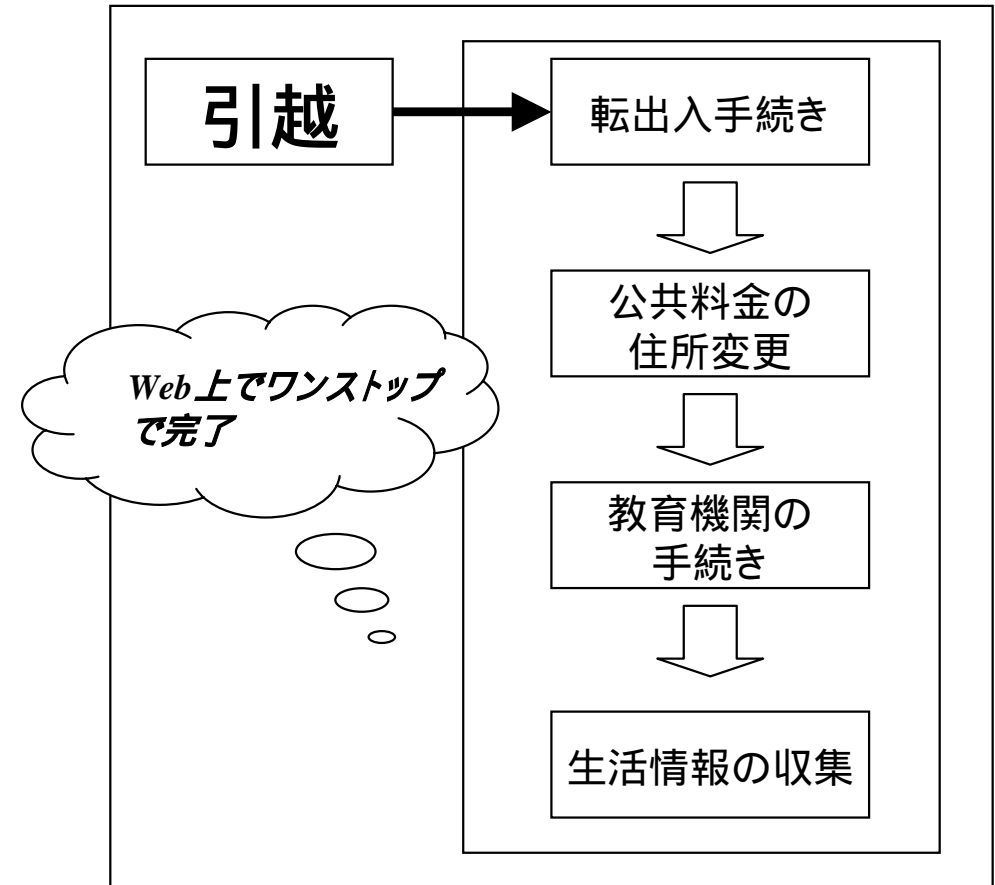 引越
転出入手続き
公共料金の
住所変更
Web上でワンストップ
で完了
教育機関の
手続き
生活情報の収集